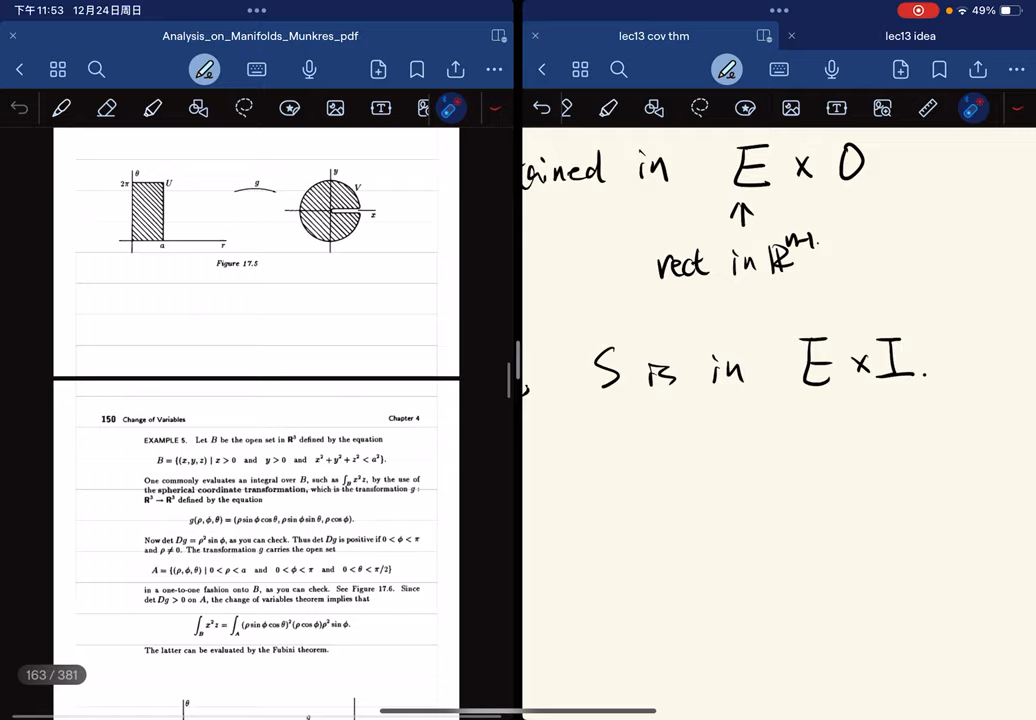 下午11:53 12月24日周日
49%
Analysis_on_Manifolds_Munkres_pdf
lec13 cov thm
lec13 idea
θ
2π
U
g
y
V
x
a
r
Figure 17.5
150 Change of Variables Chapter 4
EXAMPLE 5. Let B be the open set in R³ defined by the equation
B = {(x, y, z) | x > 0 and y > 0 and x² + y² + z² < a²}.
One commonly evaluates an integral over B, such as ∫_B x²z, by the use of
the spherical coordinate transformation, which is the transformation g :
R³ → R³ defined by the equation
g(ρ, φ, θ) = (ρ sin φ cos θ, ρ sin φ sin θ, ρ cos φ).
Now det Dg = ρ² sin φ, as you can check. Thus det Dg is positive if 0 < φ < π
and ρ ≠ 0. The transformation g carries the open set
A = {(ρ, φ, θ) | 0 < ρ < a and 0 < φ < π and 0 < θ < π/2}
in a one-to-one fashion onto B, as you can check. See Figure 17.6. Since
det Dg > 0 on A, the change of variables theorem implies that
∫_B x²z = ∫_A (ρ sin φ cos θ)²(ρ cos φ)ρ² sin φ.
The latter can be evaluated by the Fubini theorem.
θ
163 / 381
ained in E × O
↑
rect in ℝⁿ⁻¹.
S is in E × I.